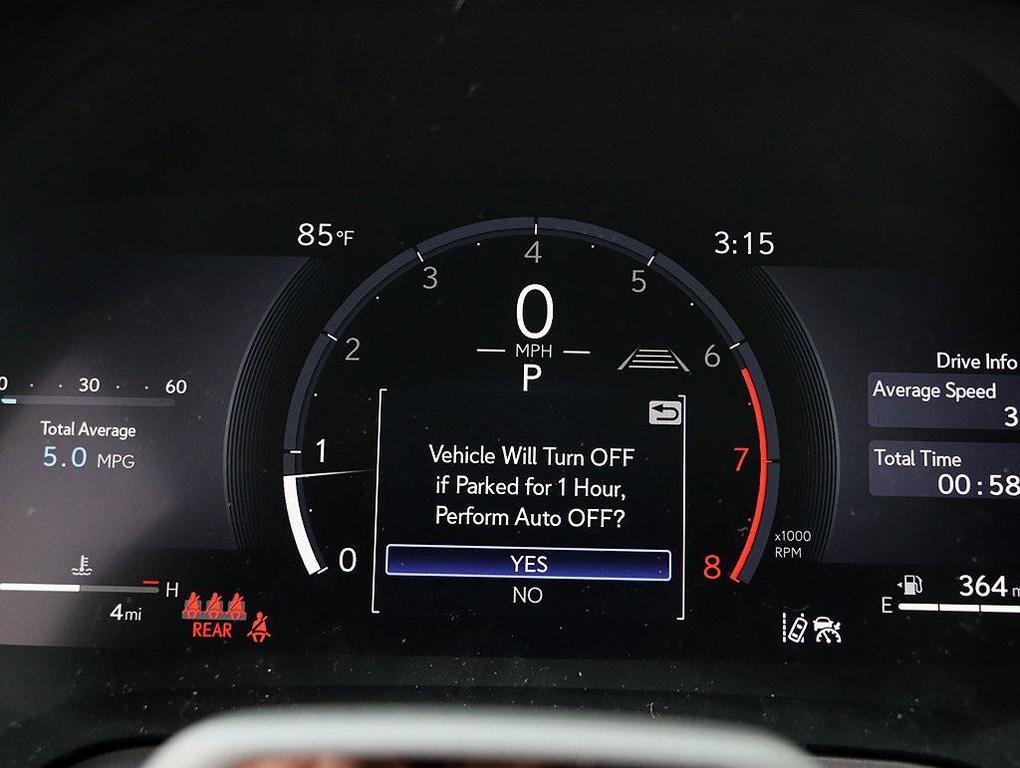 85°F
3:15
4
3
5
0
MPH
P
2
6
Drive Info
0 30 60
Average Speed
3
Total Average
5.0 MPG
1
7
Total Time
00:58
Vehicle Will Turn OFF
if Parked for 1 Hour,
Perform Auto OFF?
YES
NO
0
8
x1000
RPM
H
4mi
REAR
364 m
E